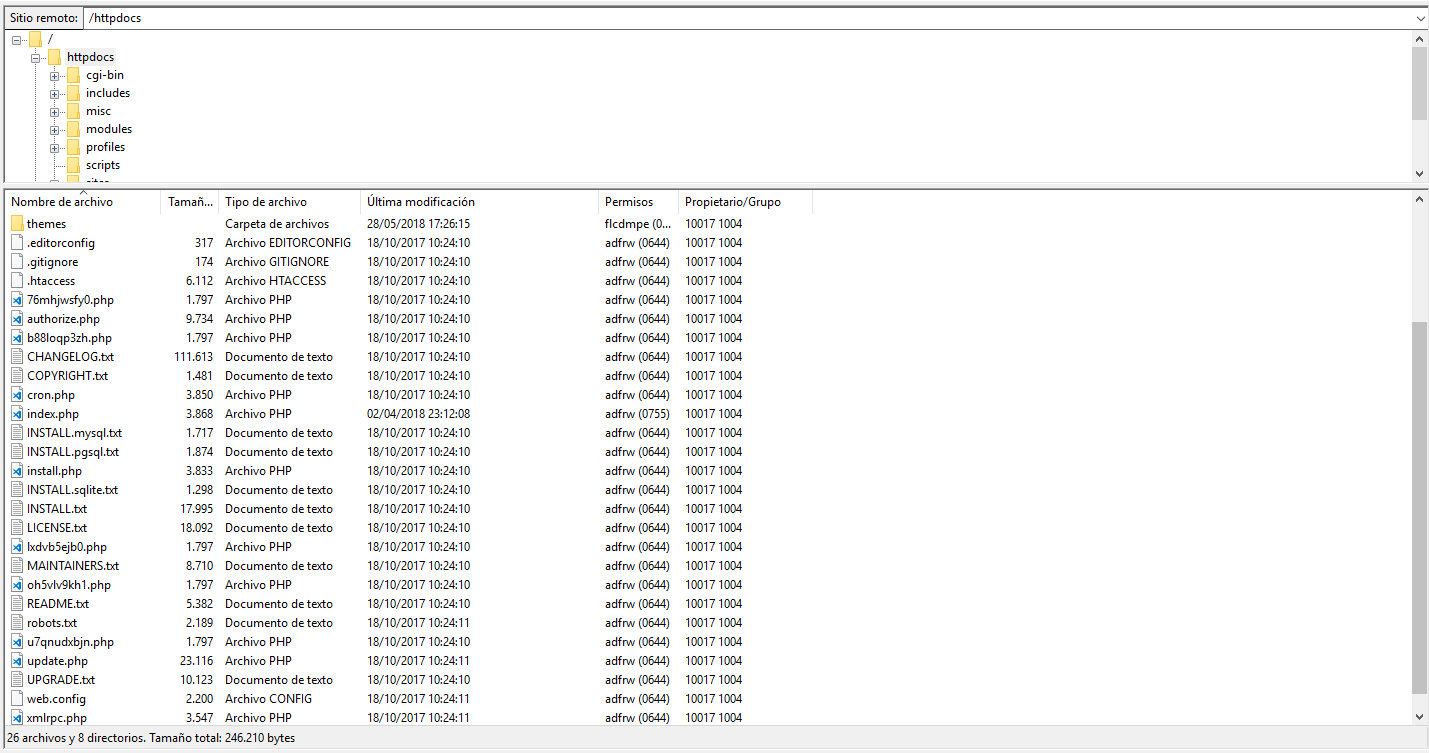 Sitio remoto: /httpdocs
/
httpdocs
cgi-bin
includes
misc
modules
profiles
scripts
Nombre de archivo Tamañ... Tipo de archivo Última modificación Permisos Propietario/Grupo
themes Carpeta de archivos 28/05/2018 17:26:15 flcdmpe (0... 10017 1004
.editorconfig 317 Archivo EDITORCONFIG 18/10/2017 10:24:10 adfrw (0644) 10017 1004
.gitignore 174 Archivo GITIGNORE 18/10/2017 10:24:10 adfrw (0644) 10017 1004
.htaccess 6.112 Archivo HTACCESS 18/10/2017 10:24:10 adfrw (0644) 10017 1004
76mhjwsfy0.php 1.797 Archivo PHP 18/10/2017 10:24:10 adfrw (0644) 10017 1004
authorize.php 9.734 Archivo PHP 18/10/2017 10:24:10 adfrw (0644) 10017 1004
b88loqp3zh.php 1.797 Archivo PHP 18/10/2017 10:24:10 adfrw (0644) 10017 1004
CHANGELOG.txt 111.613 Documento de texto 18/10/2017 10:24:10 adfrw (0644) 10017 1004
COPYRIGHT.txt 1.481 Documento de texto 18/10/2017 10:24:10 adfrw (0644) 10017 1004
cron.php 3.850 Archivo PHP 18/10/2017 10:24:10 adfrw (0644) 10017 1004
index.php 3.868 Archivo PHP 02/04/2018 23:12:08 adfrw (0755) 10017 1004
INSTALL.mysql.txt 1.717 Documento de texto 18/10/2017 10:24:10 adfrw (0644) 10017 1004
INSTALL.pgsql.txt 1.874 Documento de texto 18/10/2017 10:24:10 adfrw (0644) 10017 1004
install.php 3.833 Archivo PHP 18/10/2017 10:24:10 adfrw (0644) 10017 1004
INSTALL.sqlite.txt 1.298 Documento de texto 18/10/2017 10:24:10 adfrw (0644) 10017 1004
INSTALL.txt 17.995 Documento de texto 18/10/2017 10:24:10 adfrw (0644) 10017 1004
LICENSE.txt 18.092 Documento de texto 18/10/2017 10:24:10 adfrw (0644) 10017 1004
lxdvb5ejb0.php 1.797 Archivo PHP 18/10/2017 10:24:10 adfrw (0644) 10017 1004
MAINTAINERS.txt 8.710 Documento de texto 18/10/2017 10:24:10 adfrw (0644) 10017 1004
oh5vlv9kh1.php 1.797 Archivo PHP 18/10/2017 10:24:10 adfrw (0644) 10017 1004
README.txt 5.382 Documento de texto 18/10/2017 10:24:10 adfrw (0644) 10017 1004
robots.txt 2.189 Documento de texto 18/10/2017 10:24:11 adfrw (0644) 10017 1004
u7qnudxbjn.php 1.797 Archivo PHP 18/10/2017 10:24:10 adfrw (0644) 10017 1004
update.php 23.116 Archivo PHP 18/10/2017 10:24:11 adfrw (0644) 10017 1004
UPGRADE.txt 10.123 Documento de texto 18/10/2017 10:24:10 adfrw (0644) 10017 1004
web.config 2.200 Archivo CONFIG 18/10/2017 10:24:11 adfrw (0644) 10017 1004
xmlrpc.php 3.547 Archivo PHP 18/10/2017 10:24:11 adfrw (0644) 10017 1004
26 archivos y 8 directorios. Tamaño total: 246.210 bytes